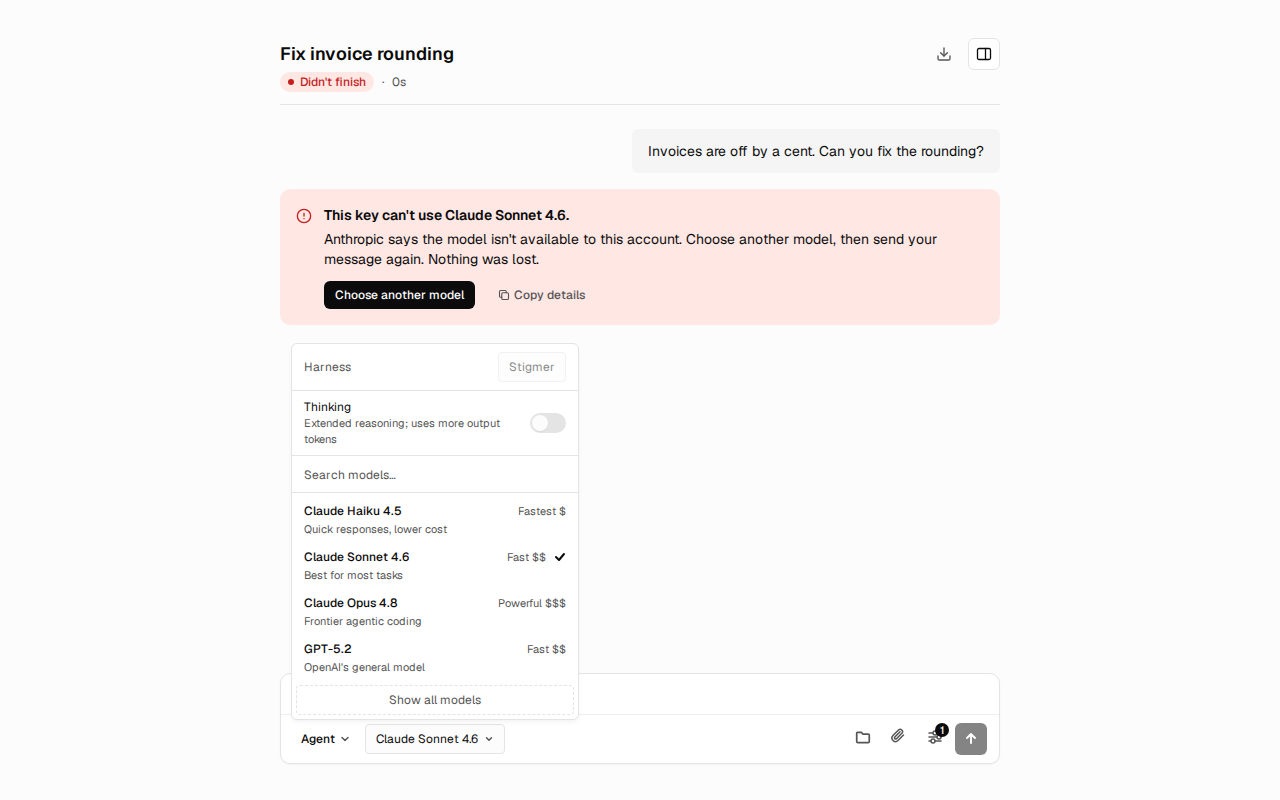 Fix invoice rounding
Didn't finish · 0s
Invoices are off by a cent. Can you fix the rounding?
This key can't use Claude Sonnet 4.6.
Anthropic says the model isn't available to this account. Choose another model, then send your
message again. Nothing was lost.
Choose another model Copy details
Harness Stigmer
Thinking
Extended reasoning; uses more output
tokens
Search models...
Claude Haiku 4.5 Fastest $
Quick responses, lower cost
Claude Sonnet 4.6 Fast $$
Best for most tasks
Claude Opus 4.8 Powerful $$$
Frontier agentic coding
GPT-5.2 Fast $$
OpenAI's general model
Show all models
Agent Claude Sonnet 4.6 1